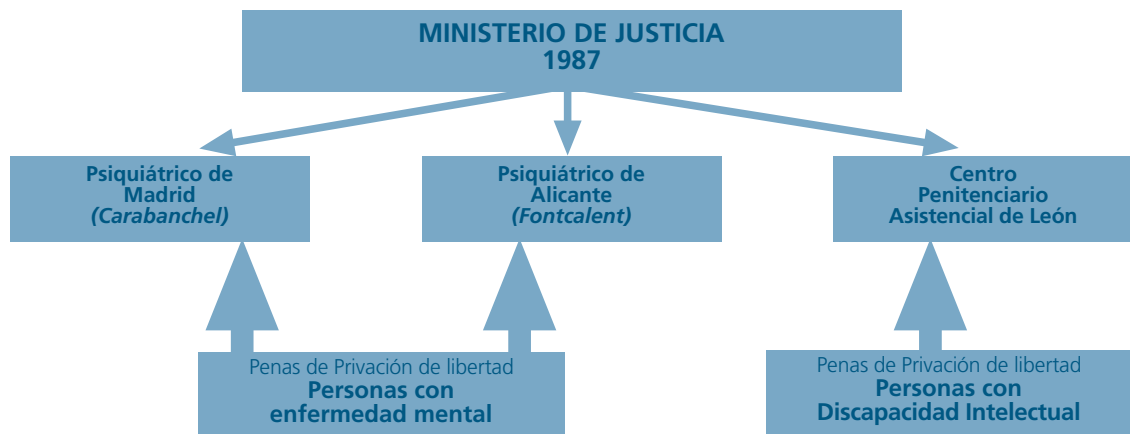 MINISTERIO DE JUSTICIA
1987
Psiquiátrico de
Madrid
(Carabanchel)
Psiquiátrico de
Alicante
(Fontcalent)
Centro
Penitenciario
Asistencial de León
Penas de Privación de libertad
Personas con
enfermedad mental
Penas de Privación de libertad
Personas con
Discapacidad Intelectual